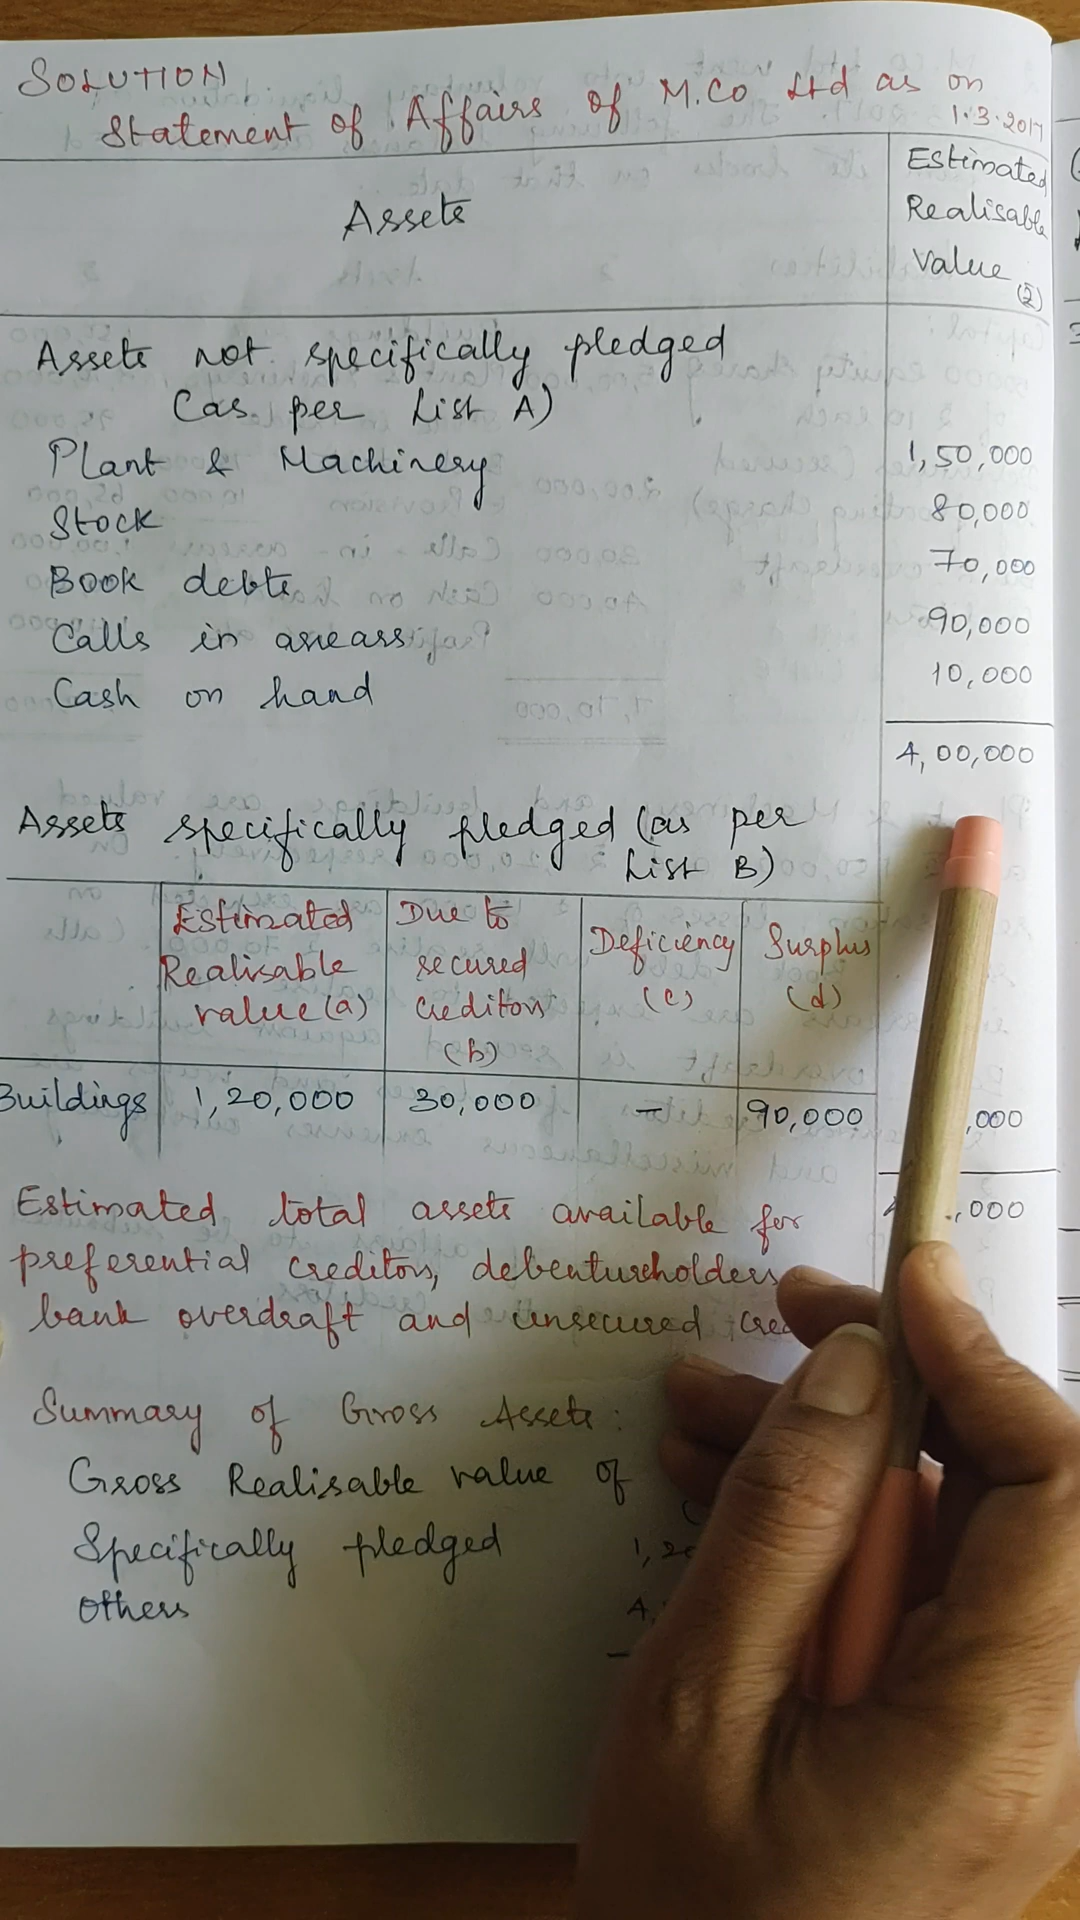 SOLUTION
Statement of Affairs of M.Co Ltd as on
1.3.2017
Assets
Estimated
Realisable
Value (₹)
Assets not specifically pledged
(as per List A)
Plant & Machinery 1,50,000
Stock 80,000
Book debts 70,000
Calls in arrears 90,000
Cash on hand 10,000
4,00,000
Assets specifically pledged (as per
List B)
Estimated Realisable value (a)
Due to secured Creditors (b)
Deficiency (c)
Surplus (d)
Buildings 1,20,000 30,000 - 90,000 ,000
Estimated total assets available for ,000
preferential creditors, debentureholders
bank overdraft and unsecured
Summary of Gross Assets:
Gross Realisable value of
Specifically pledged
Others